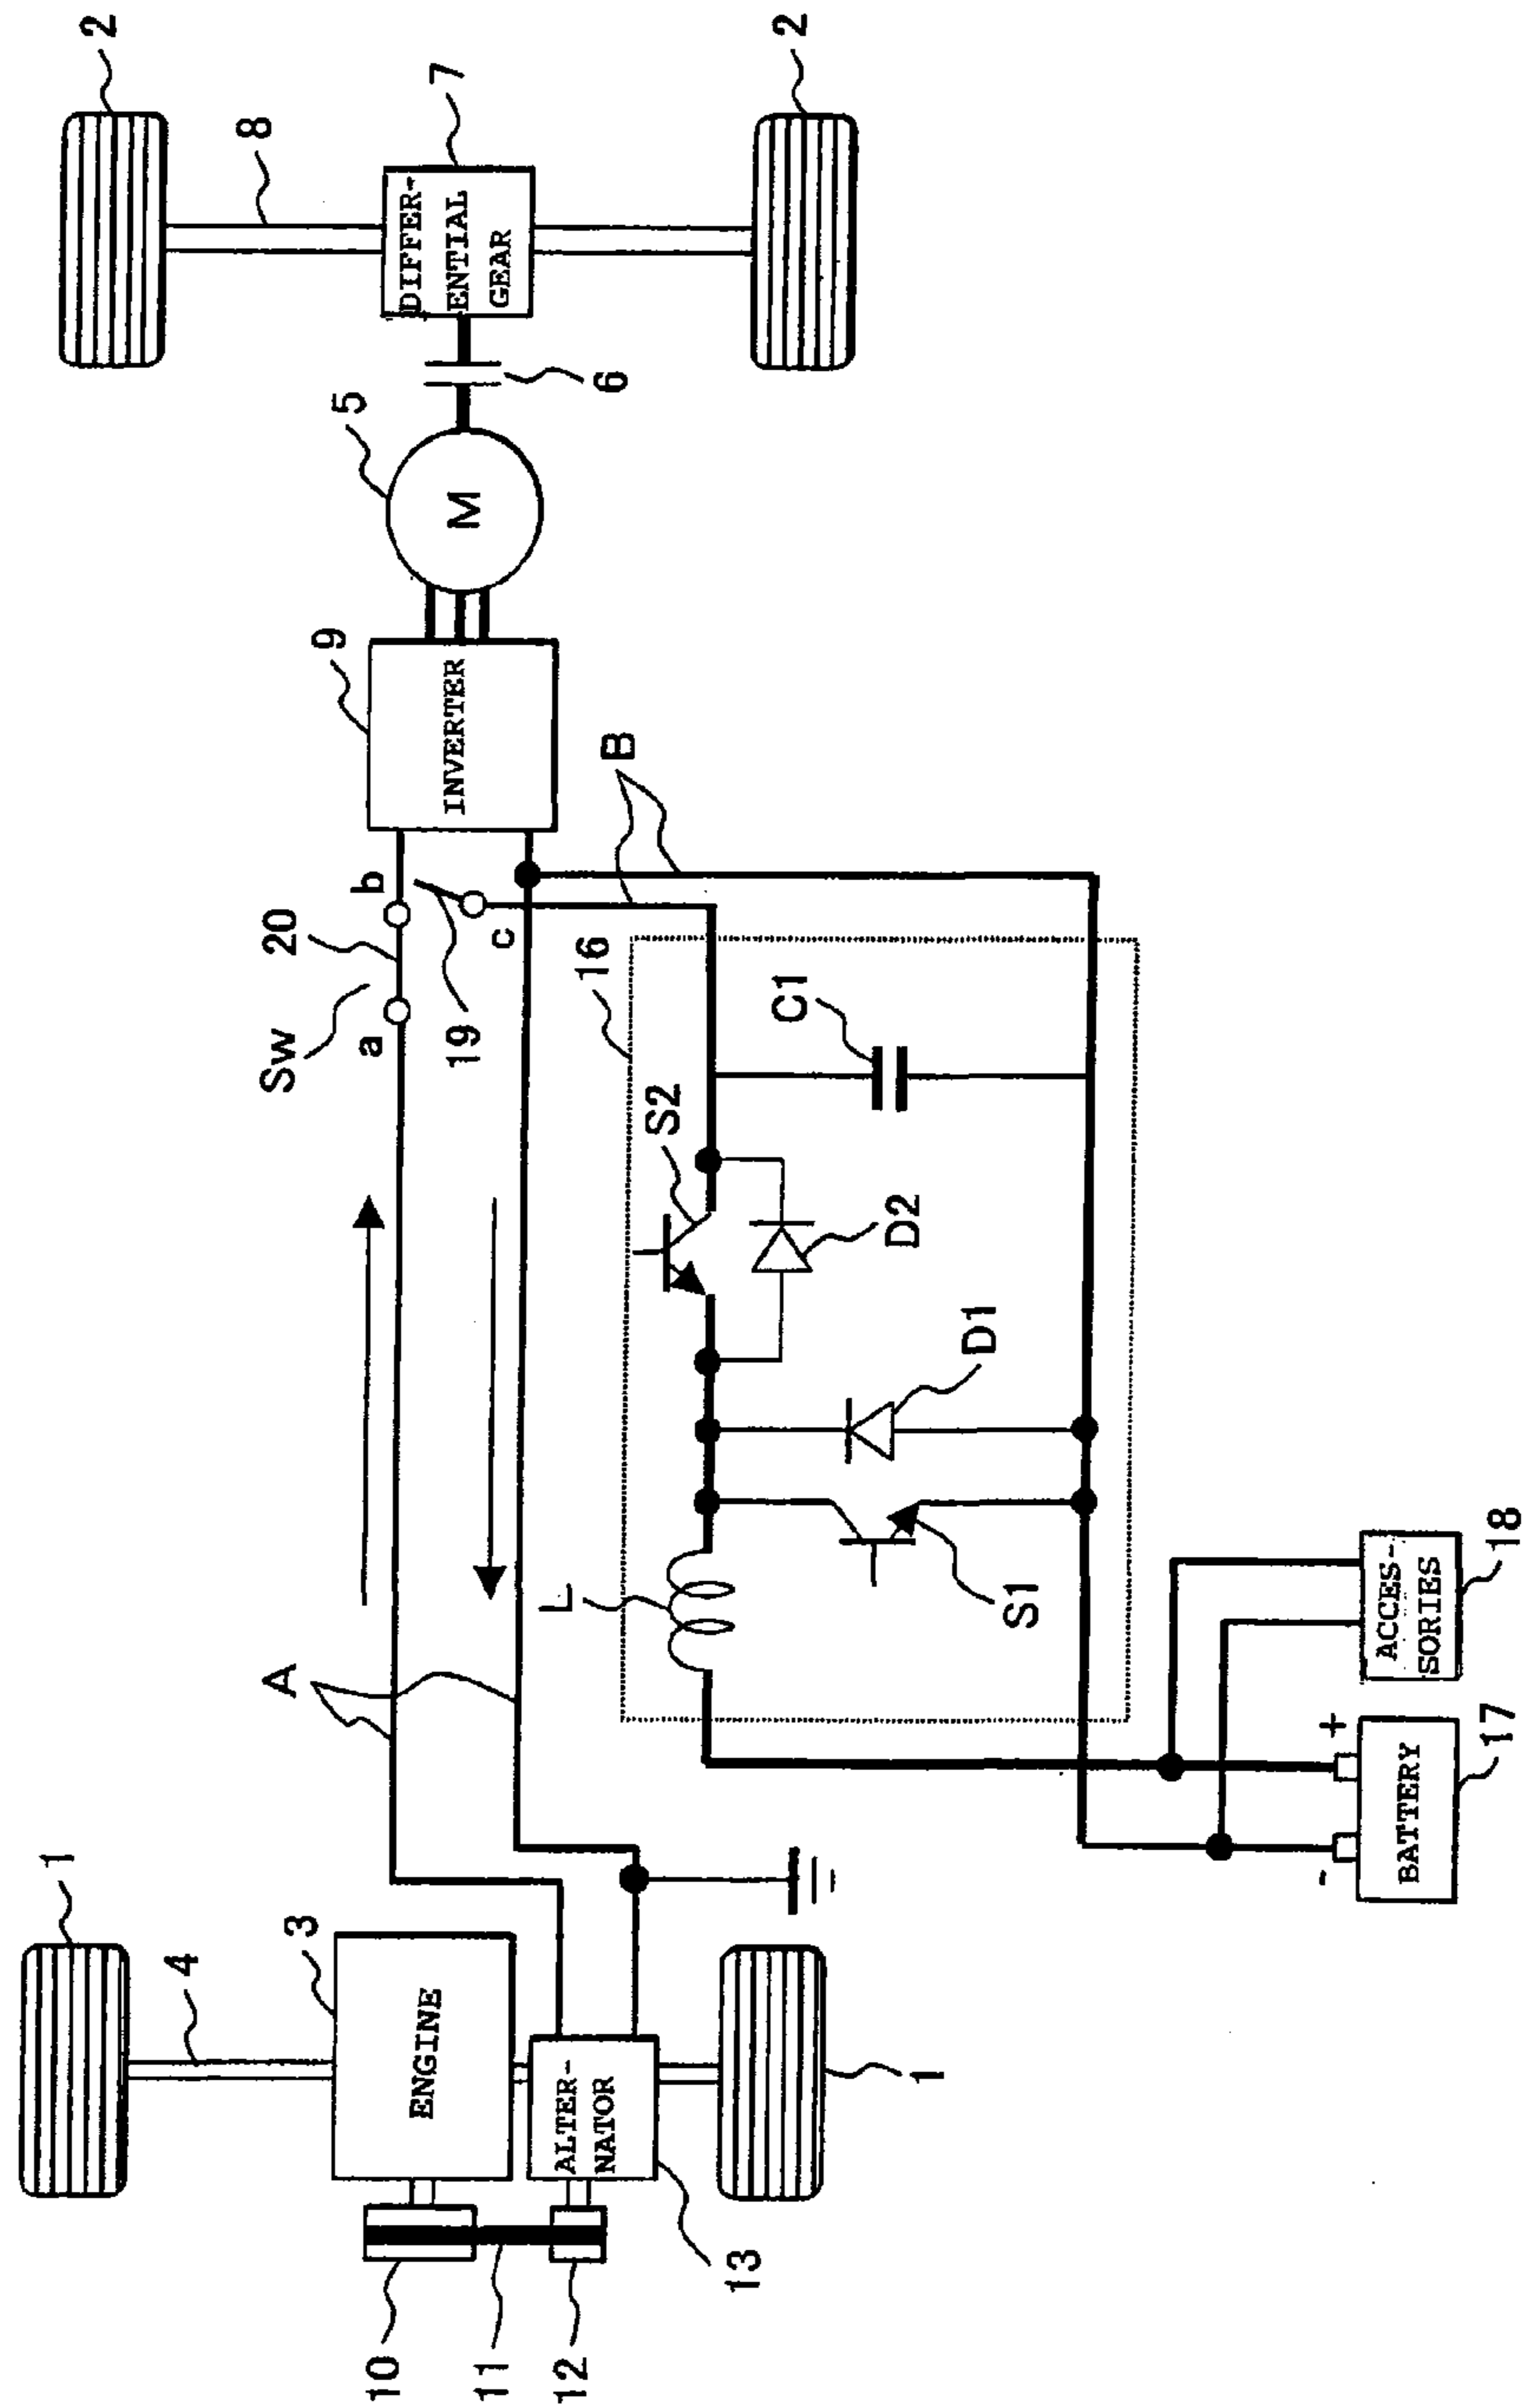 1
4
3
ENGINE
ALTER-
NATOR
1
10
11
12
13
A
Sw
20
a
b
c
19
9
INVERTER
B
5
M
6
2
8
7
DIFFER-
ENTIAL
GEAR
2
16
L
S1
D1
S2
D2
C1
+
-
BATTERY
17
ACCES-
SORIES
18